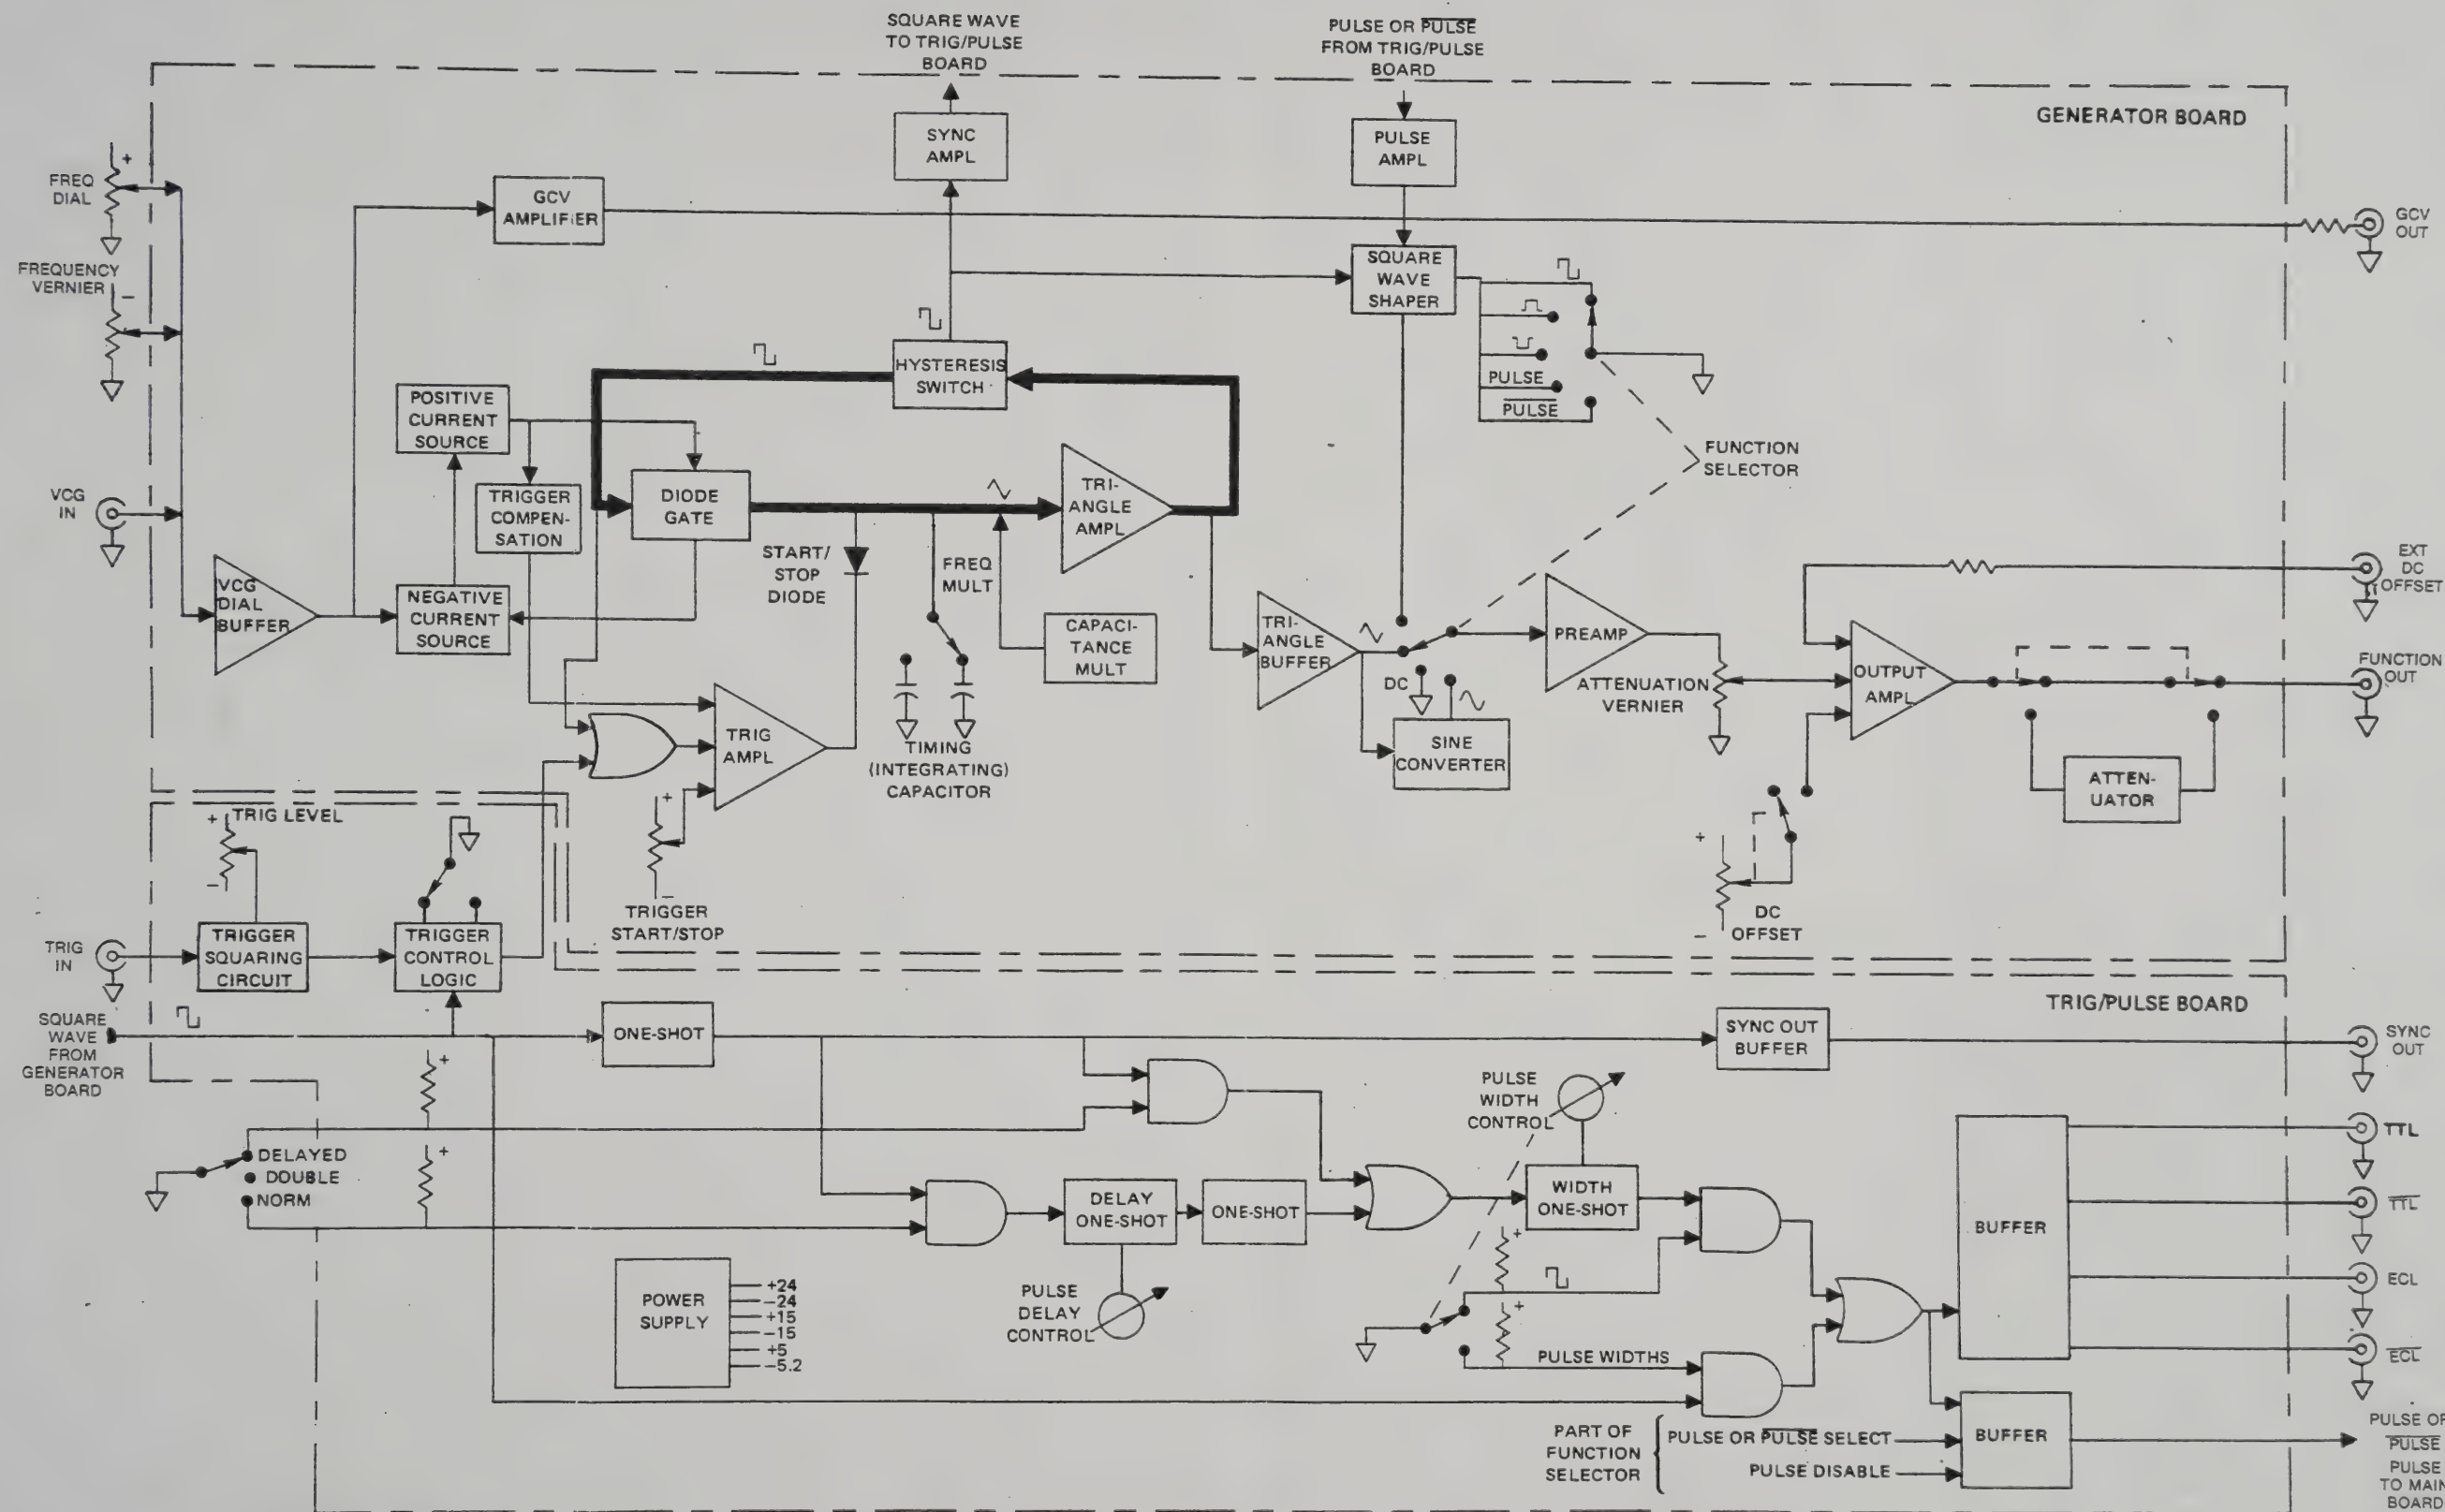 SQUARE WAVE
TO TRIG/PULSE
BOARD
PULSE OR PULSE
FROM TRIG/PULSE
BOARD
GENERATOR BOARD
SYNC
AMPL
PULSE
AMPL
+
FREQ
DIAL
GCV
AMPLIFIER
GCV
OUT
FREQUENCY
VERNIER
−
SQUARE
WAVE
SHAPER
HYSTERESIS
SWITCH
PULSE
PULSE
POSITIVE
CURRENT
SOURCE
FUNCTION
SELECTOR
VCG
IN
TRIGGER
COMPEN-
SATION
DIODE
GATE
TRI-
ANGLE
AMPL
START/
STOP
DIODE
FREQ
MULT
EXT
DC
OFFSET
VCG
DIAL
BUFFER
NEGATIVE
CURRENT
SOURCE
CAPACI-
TANCE
MULT
TRI-
ANGLE
BUFFER
PREAMP
DC
ATTENUATION
VERNIER
OUTPUT
AMPL
FUNCTION
OUT
TRIG
AMPL
TIMING
(INTEGRATING)
CAPACITOR
SINE
CONVERTER
ATTEN-
UATOR
+
TRIG LEVEL
−
+
−
TRIGGER
START/STOP
+
−
DC
OFFSET
TRIG
IN
TRIGGER
SQUARING
CIRCUIT
TRIGGER
CONTROL
LOGIC
TRIG/PULSE BOARD
SQUARE
WAVE
FROM
GENERATOR
BOARD
ONE-SHOT
SYNC OUT
BUFFER
SYNC
OUT
+
PULSE
WIDTH
CONTROL
TTL
+
DELAYED
DOUBLE
NORM
DELAY
ONE-SHOT
ONE-SHOT
WIDTH
ONE-SHOT
TTL
BUFFER
+
ECL
POWER
SUPPLY
+24
−24
+15
−15
+5
−5.2
PULSE
DELAY
CONTROL
+
PULSE WIDTHS
ECL
PART OF
FUNCTION
SELECTOR
PULSE OR PULSE SELECT
PULSE DISABLE
BUFFER
PULSE OR
PULSE
PULSE
TO MAIN
BOARD